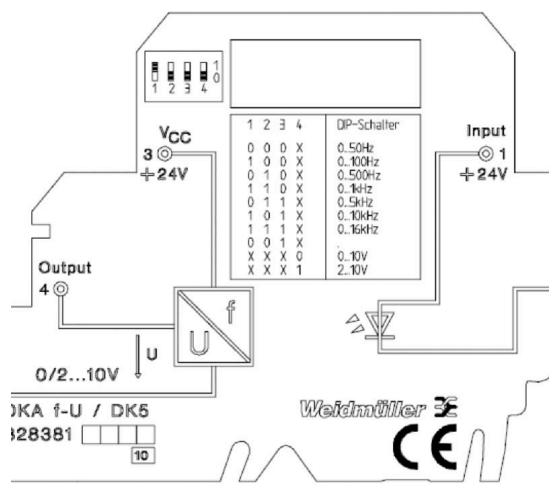 1
0
1 2 3 4
VCC
3
+24V
Input
1
+24V
1 2 3 4 DIP-Schalter
0 0 0 X 0..50Hz
1 0 0 X 0..100Hz
0 1 0 X 0..500Hz
1 1 0 X 0..1kHz
0 1 1 X 0..5kHz
1 0 1 X 0..10kHz
1 1 1 X 0..16kHz
0 0 1 X .
X X X 0 0..10V
X X X 1 2..10V
Output
4
f
U
U
0/2...10V
DKA f-U / DK5
828381
10
Weidmüller
CE